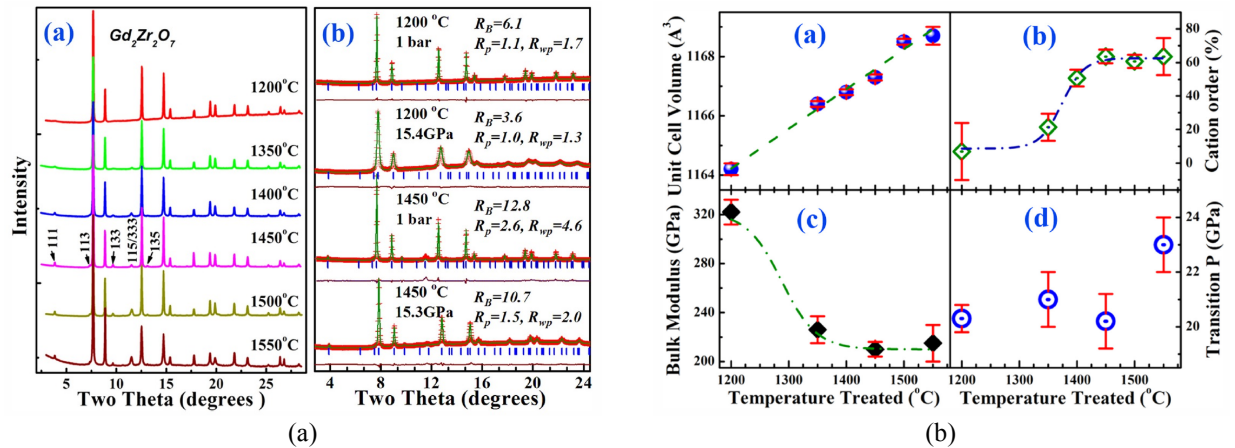 (a)
Gd2Zr2O7
1200°C
1350°C
1400°C
1450°C
1500°C
1550°C
111
113
133
115/333
135
Intensity
5 10 15 20 25
Two Theta (degrees )
(b)
1200 °C
1 bar
RB=6.1
Rp=1.1, Rwp=1.7
1200 °C
15.4GPa
RB=3.6
Rp=1.0, Rwp=1.3
1450 °C
1 bar
RB=12.8
Rp=2.6, Rwp=4.6
1450 °C
15.3GPa
RB=10.7
Rp=1.5, Rwp=2.0
4 8 12 16 20 24
Two Theta (degrees)
(a)
(a)
Unit Cell Volume (A3)
1168
1166
1164
(b)
80
60
40
20
0
Cation order (%)
(c)
Bulk Modulus (GPa)
320
280
240
200
1200 1300 1400 1500
Temperature Treated (°C)
(d)
24
22
20
Transition P (GPa)
1200 1300 1400 1500
Temperature Treated (°C)
(b)